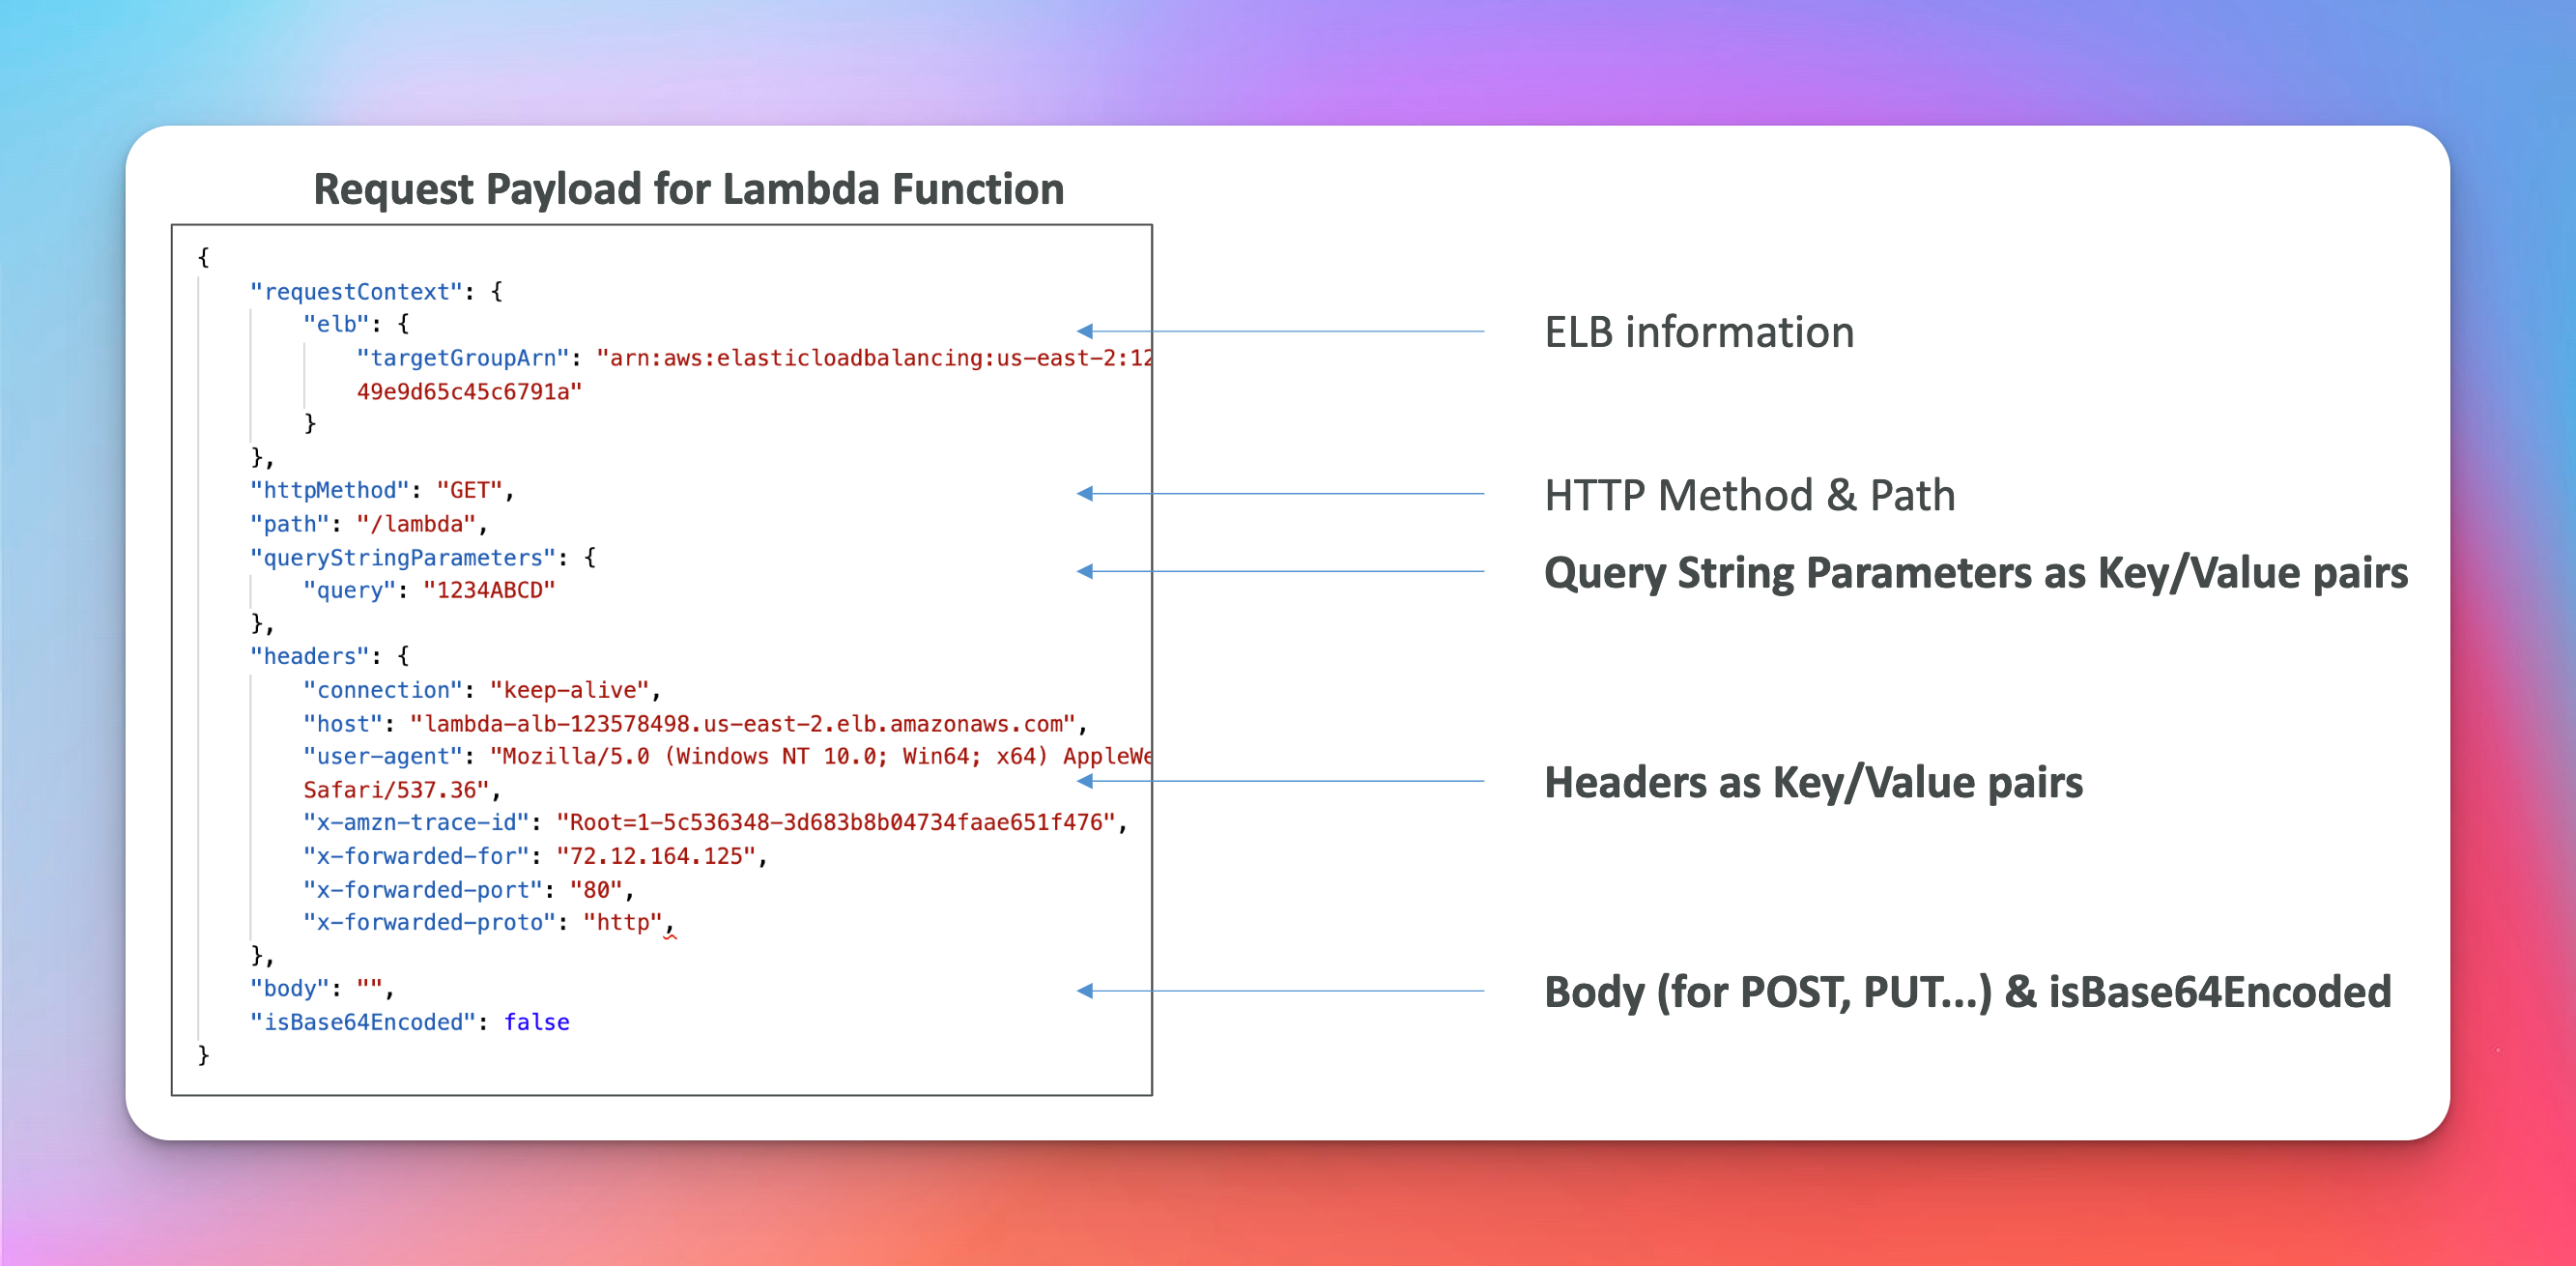 Request Payload for Lambda Function
{
"requestContext": {
"elb": {
"targetGroupArn": "arn:aws:elasticloadbalancing:us-east-2:12
49e9d65c45c6791a"
}
},
"httpMethod": "GET",
"path": "/lambda",
"queryStringParameters": {
"query": "1234ABCD"
},
"headers": {
"connection": "keep-alive",
"host": "lambda-alb-123578498.us-east-2.elb.amazonaws.com",
"user-agent": "Mozilla/5.0 (Windows NT 10.0; Win64; x64) AppleWe
Safari/537.36",
"x-amzn-trace-id": "Root=1-5c536348-3d683b8b04734faae651f476",
"x-forwarded-for": "72.12.164.125",
"x-forwarded-port": "80",
"x-forwarded-proto": "http",
},
"body": "",
"isBase64Encoded": false
}
ELB information
HTTP Method & Path
Query String Parameters as Key/Value pairs
Headers as Key/Value pairs
Body (for POST, PUT...) & isBase64Encoded